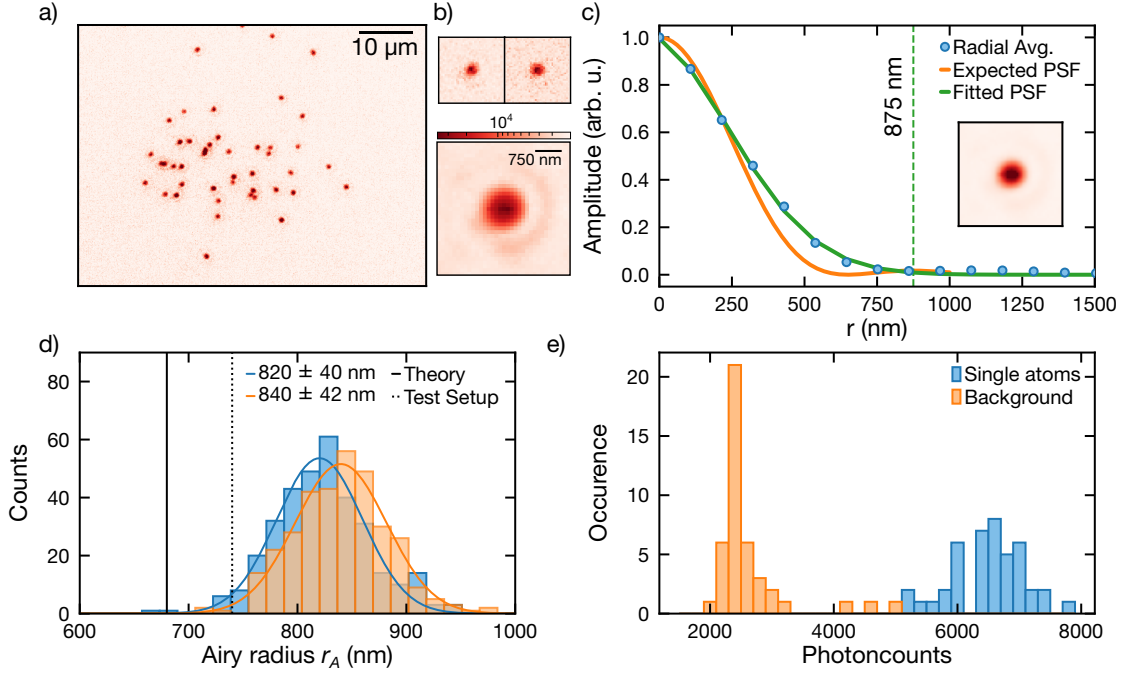 a)
10 µm
b)
10⁴
750 nm
c)
Amplitude (arb. u.)
1.0
0.8
0.6
0.4
0.2
0.0
875 nm
Radial Avg.
Expected PSF
Fitted PSF
0 250 500 750 1000 1250 1500
r (nm)
d)
Counts
80
60
40
20
0
820 ± 40 nm
840 ± 42 nm
Theory
Test Setup
600 700 800 900 1000
Airy radius r_A (nm)
e)
Occurence
20
15
10
5
0
Single atoms
Background
2000 4000 6000 8000
Photoncounts